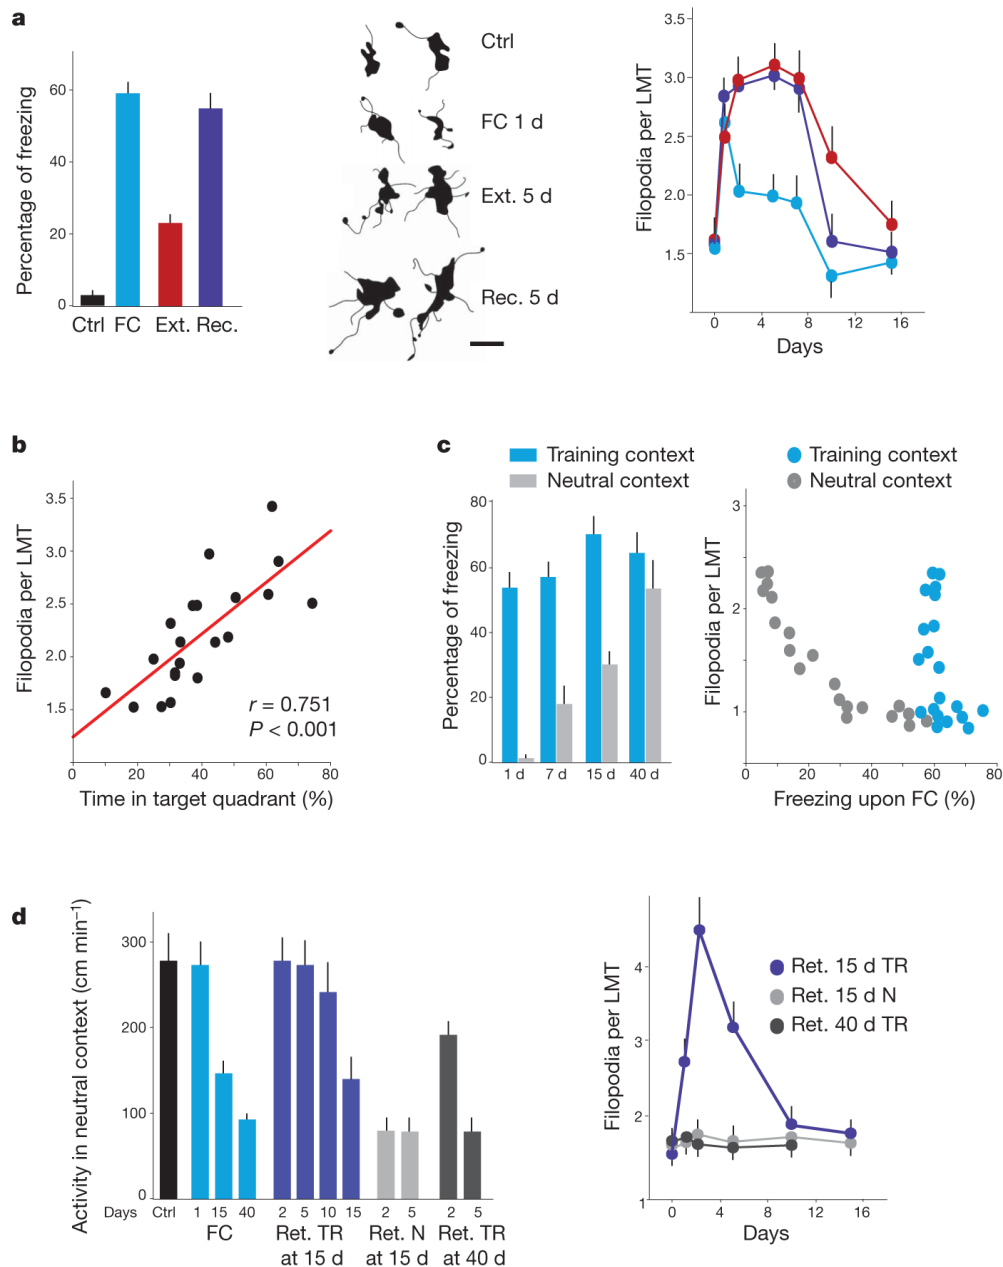 a
Percentage of freezing
60
40
20
0
Ctrl FC Ext. Rec.
Ctrl
FC 1 d
Ext. 5 d
Rec. 5 d
Filopodia per LMT
3.5
3.0
2.5
2.0
1.5
0 4 8 12 16
Days
b
Filopodia per LMT
3.5
3.0
2.5
2.0
1.5
r = 0.751
P < 0.001
0 20 40 60 80
Time in target quadrant (%)
c
Training context
Neutral context
Percentage of freezing
80
60
40
20
0
1 d 7 d 15 d 40 d
Training context
Neutral context
Filopodia per LMT
3
2
1
0 20 40 60 80
Freezing upon FC (%)
d
Activity in neutral context (cm min⁻¹)
300
200
100
0
Days Ctrl 1 15 40 2 5 10 15 2 5 2 5
FC Ret. TR Ret. N Ret. TR
at 15 d at 15 d at 40 d
Filopodia per LMT
4
3
2
1
Ret. 15 d TR
Ret. 15 d N
Ret. 40 d TR
0 4 8 12 16
Days